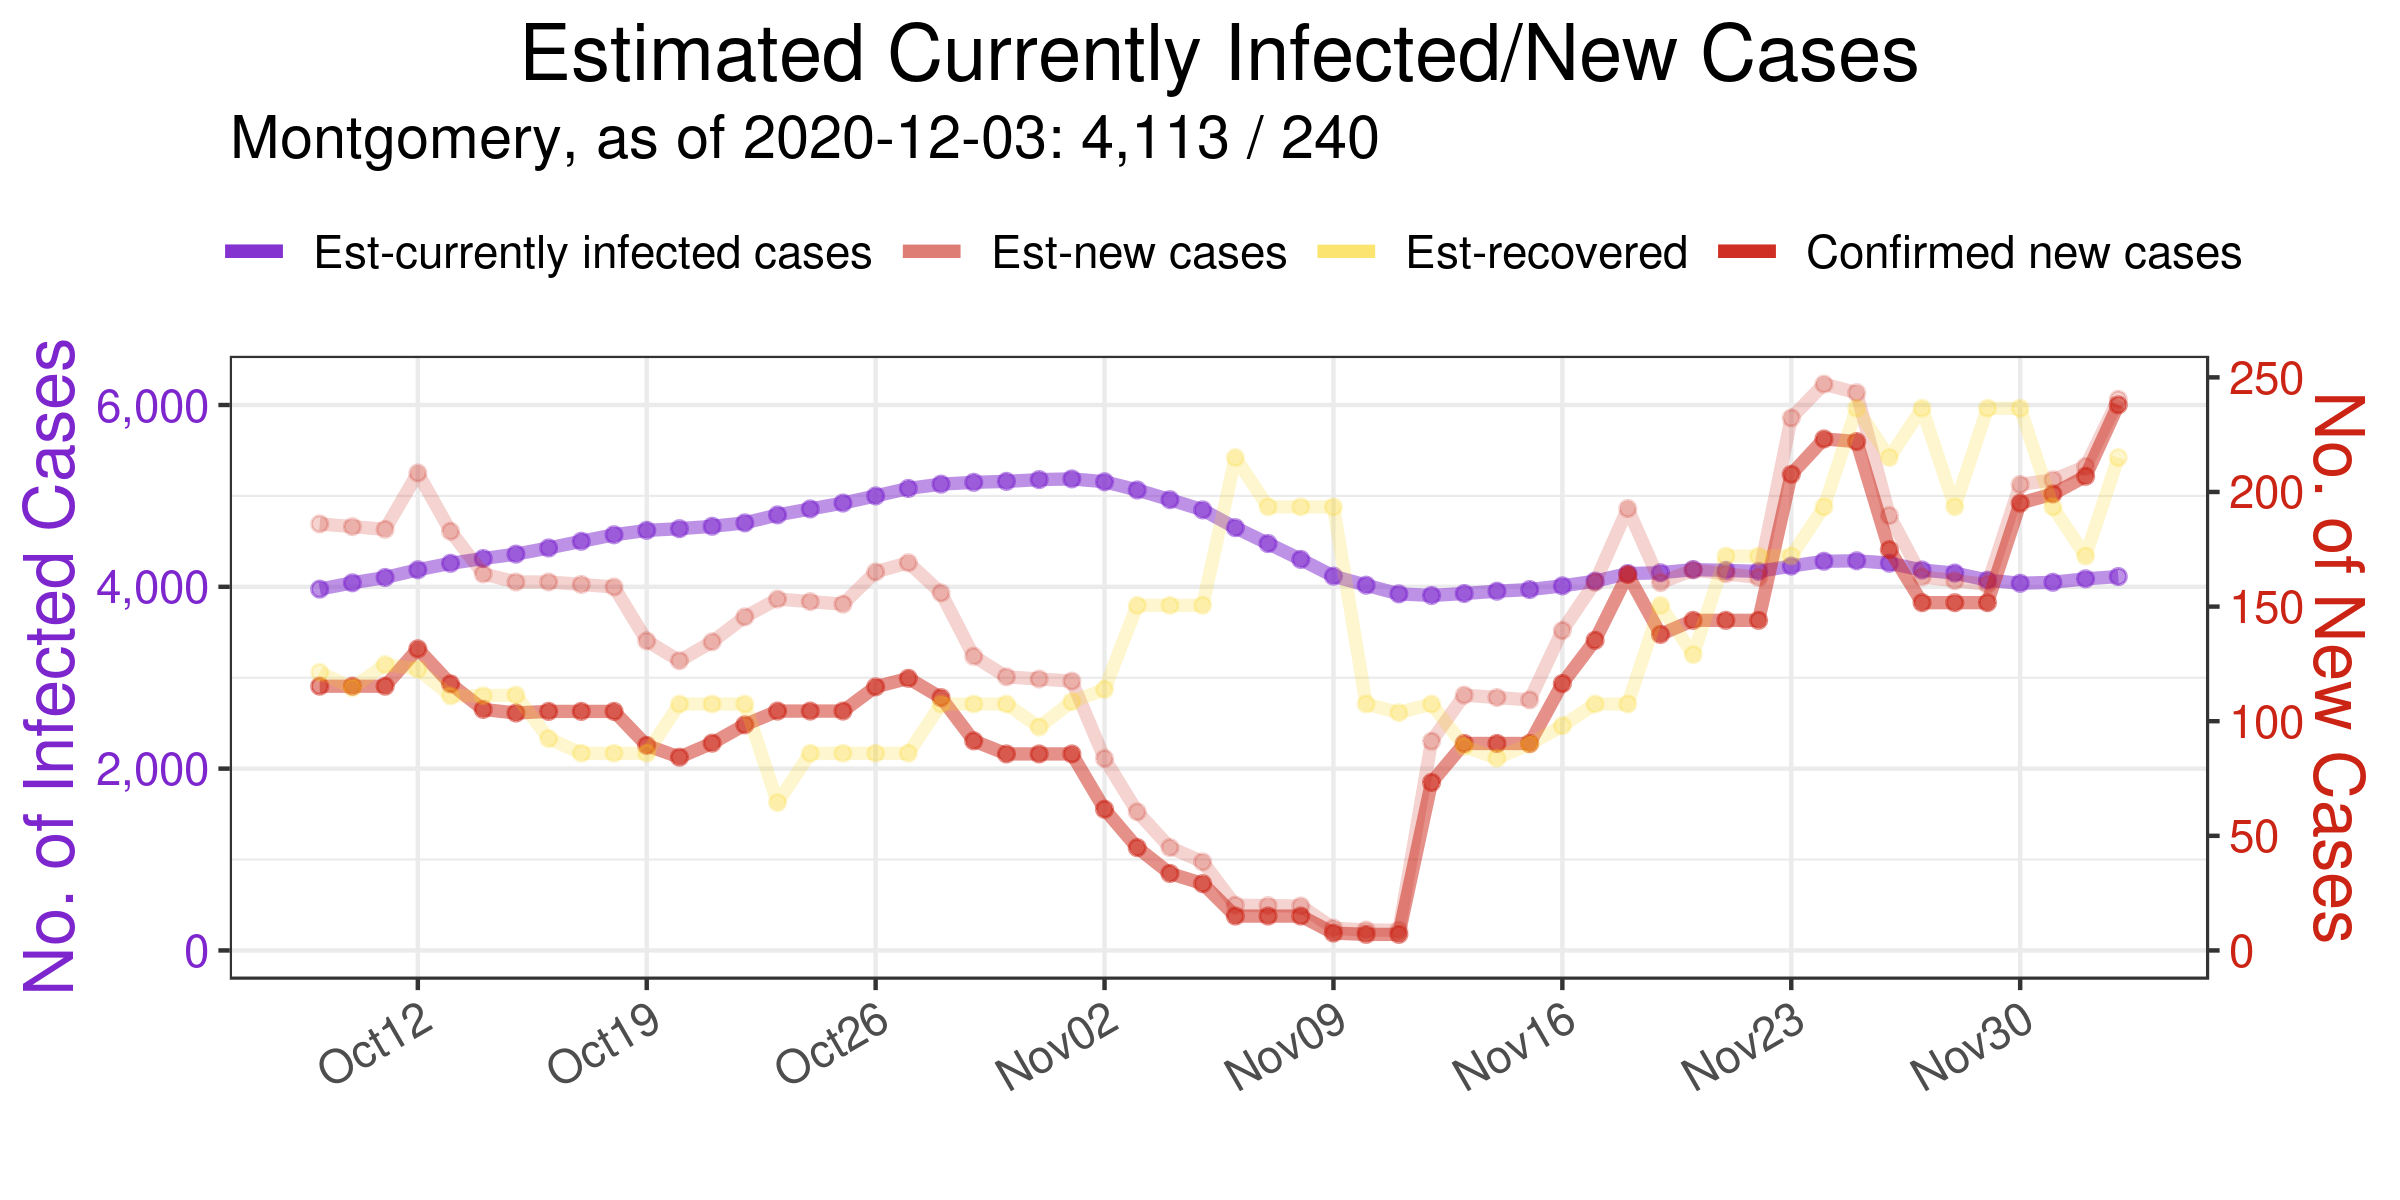 Estimated Currently Infected/New Cases
Montgomery, as of 2020-12-03: 4,113 / 240
Est-currently infected cases Est-new cases Est-recovered Confirmed new cases
No. of Infected Cases
6,000
4,000
2,000
0
250
200
150
100
50
0
No. of New Cases
Oct12 Oct19 Oct26 Nov02 Nov09 Nov16 Nov23 Nov30